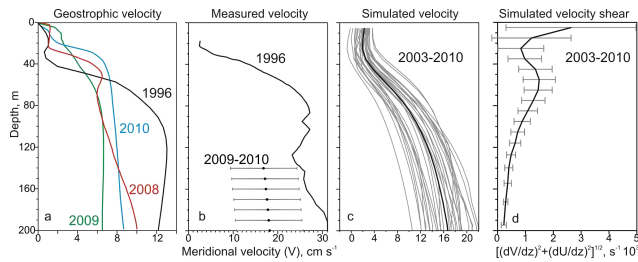 Geostrophic velocity
Measured velocity
Simulated velocity
Simulated velocity shear
Depth, m
0
40
80
120
160
200
1996
2010
2008
2009
a
0 4 8 12
1996
2009-2010
b
0 10 20 30
2003-2010
c
0 4 8 12 16 20
2003-2010
d
0 1 2 3 4 5
Meridional velocity (V), cm s⁻¹
[(dV/dz)²+(dU/dz)²]^1/2, s⁻¹ 10³